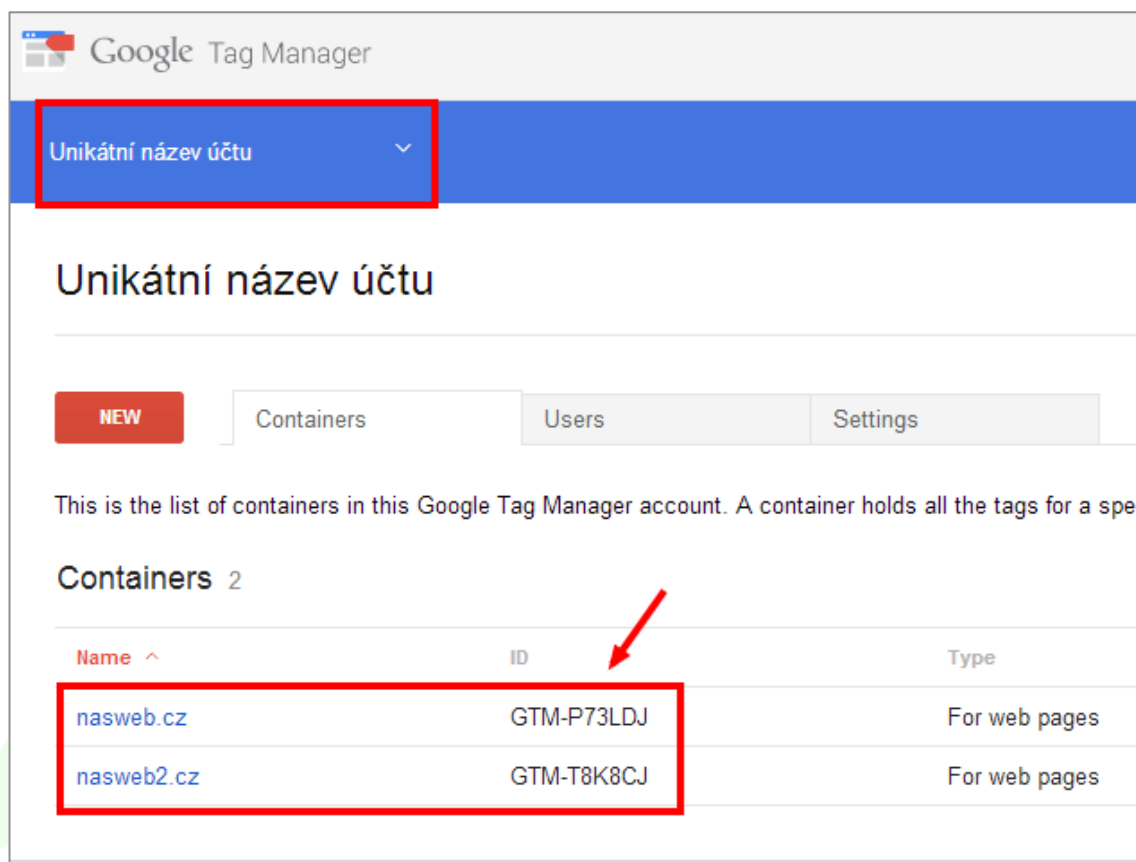 Google Tag Manager
Unikátní název účtu
Unikátní název účtu
NEW Containers Users Settings
This is the list of containers in this Google Tag Manager account. A container holds all the tags for a spe
Containers 2
Name ID Type
nasweb.cz GTM-P73LDJ For web pages
nasweb2.cz GTM-T8K8CJ For web pages